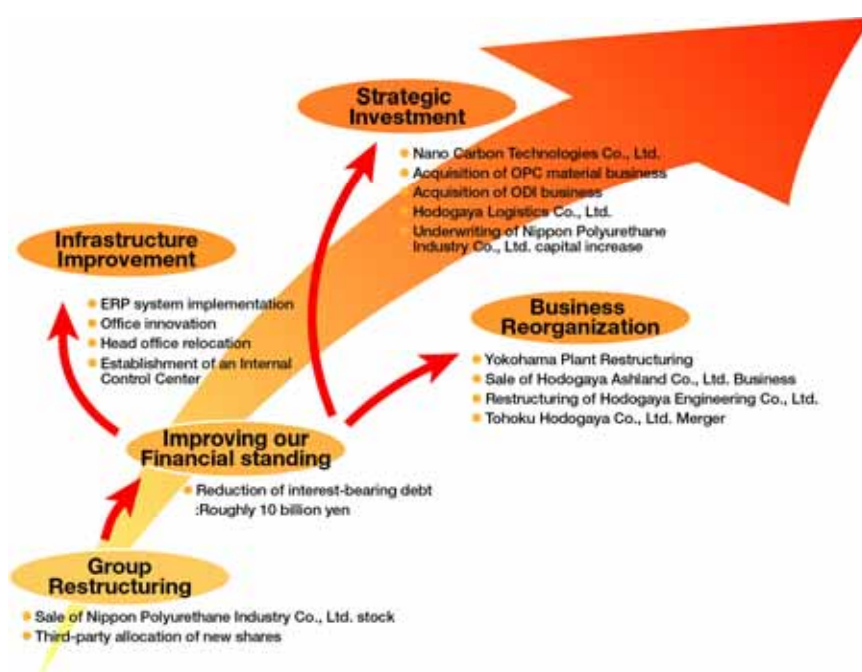 Strategic
Investment
Nano Carbon Technologies Co., Ltd.
Acquisition of OPC material business
Acquisition of ODI business
Hodogaya Logistics Co., Ltd.
Underwriting of Nippon Polyurethane
Industry Co., Ltd. capital increase
Infrastructure
Improvement
ERP system implementation
Office innovation
Head office relocation
Establishment of an Internal
Control Center
Business
Reorganization
Yokohama Plant Restructuring
Sale of Hodogaya Ashland Co., Ltd. Business
Restructuring of Hodogaya Engineering Co., Ltd.
Tohoku Hodogaya Co., Ltd. Merger
Improving our
Financial standing
Reduction of interest-bearing debt
:Roughly 10 billion yen
Group
Restructuring
Sale of Nippon Polyurethane Industry Co., Ltd. stock
Third-party allocation of new shares